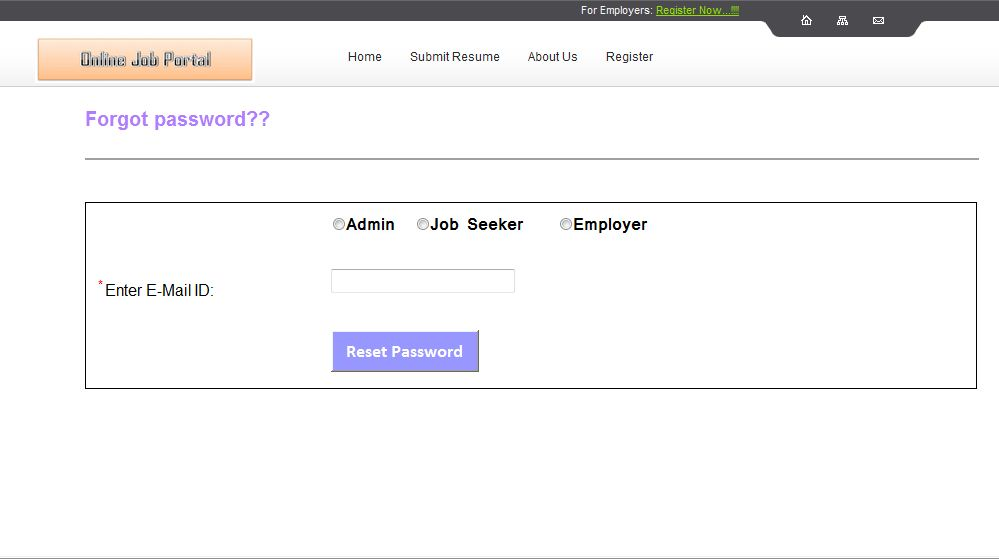 For Employers: Register Now...!!!!
Online Job Portal
Home Submit Resume About Us Register
Forgot password??
Admin Job Seeker Employer
*Enter E-Mail ID:
Reset Password